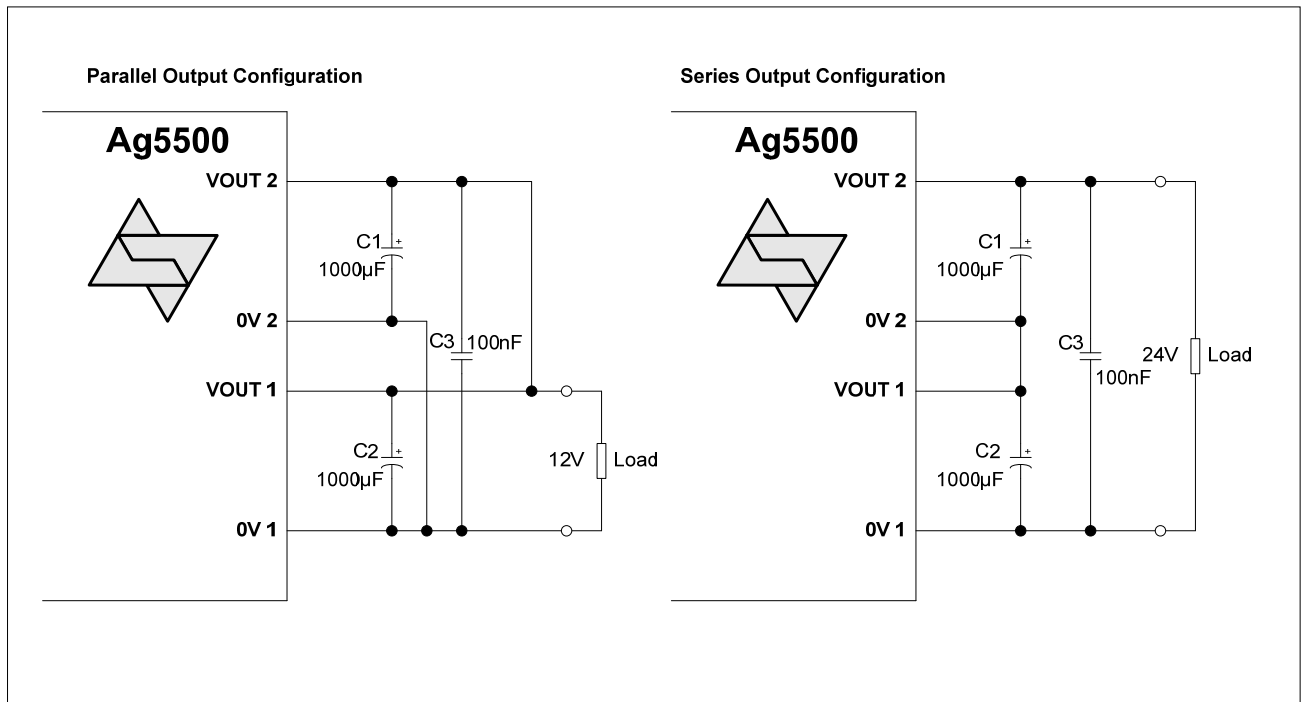 Parallel Output Configuration
Ag5500
VOUT 2
C1
+
1000µF
0V 2
C3 100nF
VOUT 1
C2
+
1000µF
12V Load
0V 1
Series Output Configuration
Ag5500
VOUT 2
C1
+
1000µF
0V 2
C3
24V Load
100nF
VOUT 1
C2
+
1000µF
0V 1